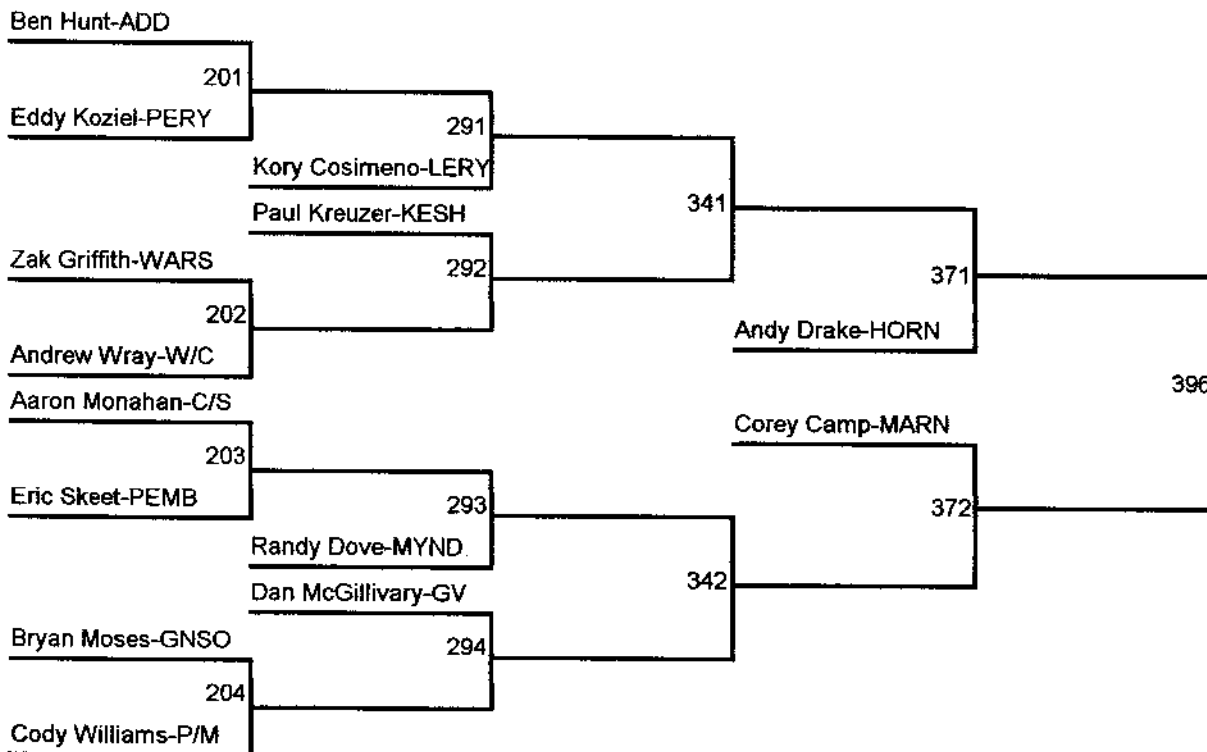 Ben Hunt-ADD
201
Eddy Koziel-PERY
291
Kory Cosimeno-LERY
Paul Kreuzer-KESH
341
Zak Griffith-WARS
292
371
202
Andrew Wray-W/C
Andy Drake-HORN
396
Aaron Monahan-C/S
Corey Camp-MARN
203
Eric Skeet-PEMB
293
372
Randy Dove-MYND
342
Dan McGillivary-GV
Bryan Moses-GNSO
294
204
Cody Williams-P/M